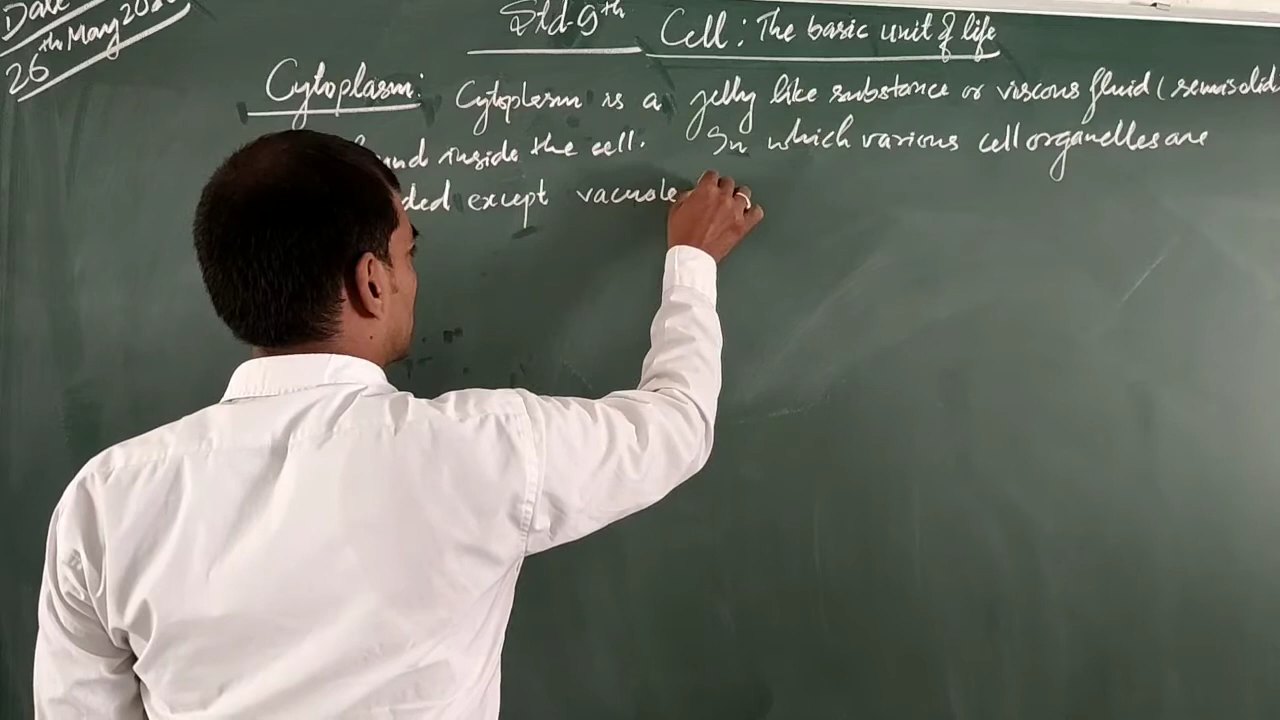 Date
26th May 202
Std-9th Cell : The basic unit of life
Cytoplasm : Cytoplasm is a jelly like substance or viscous fluid (semisolid
und inside the cell. In which various cell organelles are
ded except vacuole